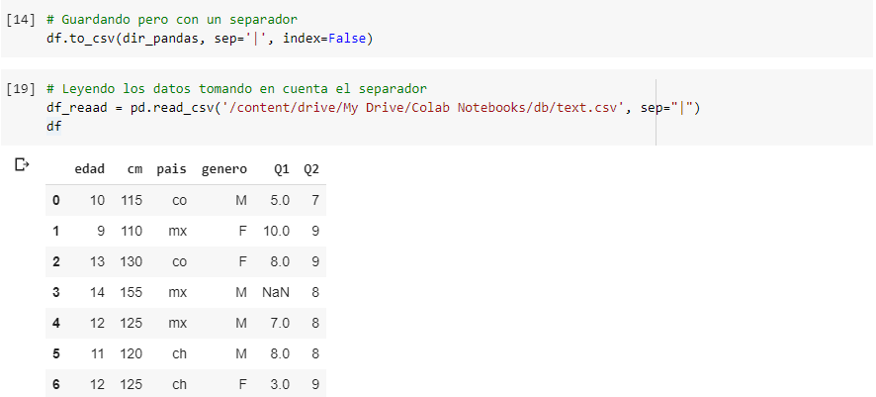 [14] # Guardando pero con un separador
df.to_csv(dir_pandas, sep='|', index=False)
[19] # Leyendo los datos tomando en cuenta el separador
df_reaad = pd.read_csv('/content/drive/My Drive/Colab Notebooks/db/text.csv', sep="|")
df
edad cm pais genero Q1 Q2
0 10 115 co M 5.0 7
1 9 110 mx F 10.0 9
2 13 130 co F 8.0 9
3 14 155 mx M NaN 8
4 12 125 mx M 7.0 8
5 11 120 ch M 8.0 8
6 12 125 ch F 3.0 9